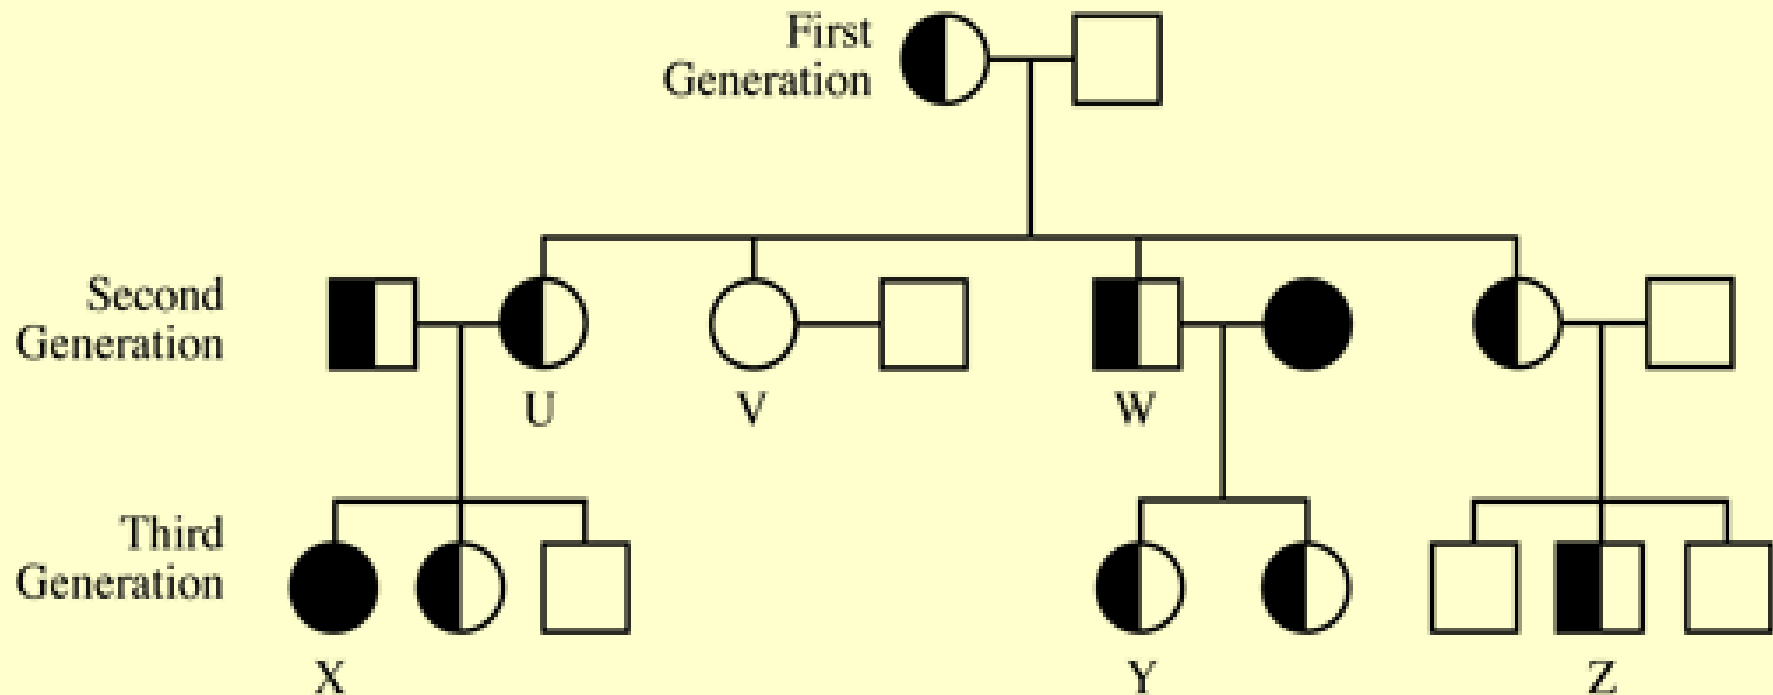 First
Generation
Second
Generation
U
V
W
Third
Generation
X
Y
Z